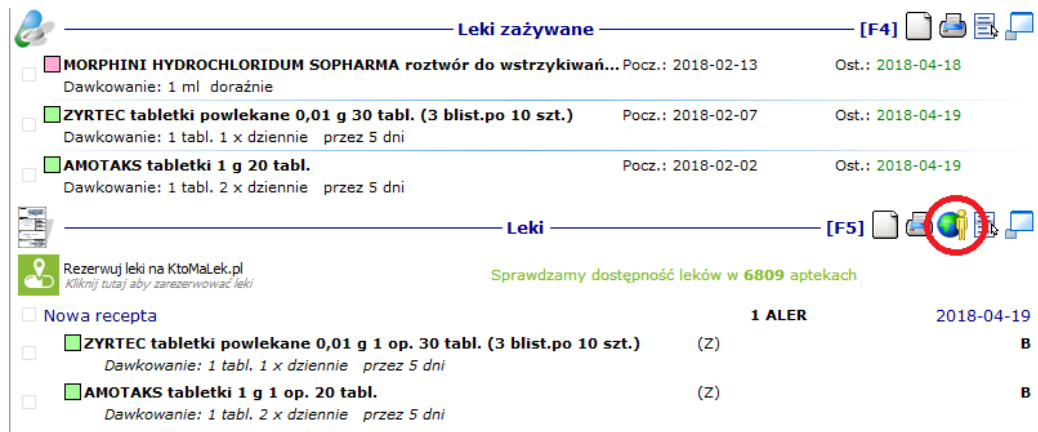 Leki zażywane [F4]
MORPHINI HYDROCHLORIDUM SOPHARMA roztwór do wstrzykiwań... Pocz.: 2018-02-13 Ost.: 2018-04-18
Dawkowanie: 1 ml doraźnie
ZYRTEC tabletki powlekane 0,01 g 30 tabl. (3 blist.po 10 szt.) Pocz.: 2018-02-07 Ost.: 2018-04-19
Dawkowanie: 1 tabl. 1 x dziennie przez 5 dni
AMOTAKS tabletki 1 g 20 tabl. Pocz.: 2018-02-02 Ost.: 2018-04-19
Dawkowanie: 1 tabl. 2 x dziennie przez 5 dni
Leki [F5]
Rezerwuj leki na KtoMaLek.pl
Kliknij tutaj aby zarezerwować leki
Sprawdzamy dostępność leków w 6809 aptekach
Nowa recepta 1 ALER 2018-04-19
ZYRTEC tabletki powlekane 0,01 g 1 op. 30 tabl. (3 blist.po 10 szt.) (Z) B
Dawkowanie: 1 tabl. 1 x dziennie przez 5 dni
AMOTAKS tabletki 1 g 1 op. 20 tabl. (Z) B
Dawkowanie: 1 tabl. 2 x dziennie przez 5 dni